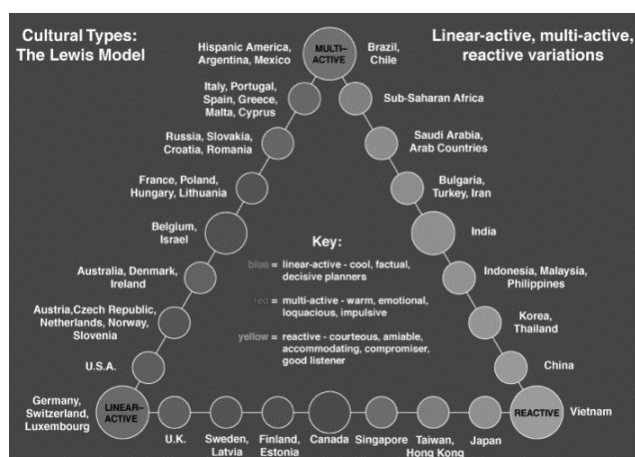 Cultural Types:
The Lewis Model
Linear-active, multi-active,
reactive variations
Hispanic America,
Argentina, Mexico
MULTI-
ACTIVE
Brazil,
Chile
Italy, Portugal,
Spain, Greece,
Malta, Cyprus
Sub-Saharan Africa
Russia, Slovakia,
Croatia, Romania
Saudi Arabia,
Arab Countries
France, Poland,
Hungary, Lithuania
Bulgaria,
Turkey, Iran
Belgium,
Israel
India
Key:
blue = linear-active - cool, factual,
decisive planners
red = multi-active - warm, emotional,
loquacious, impulsive
yellow = reactive - courteous, amiable,
accommodating, compromiser,
good listener
Australia, Denmark,
Ireland
Indonesia, Malaysia,
Philippines
Austria,Czech Republic,
Netherlands, Norway,
Slovenia
Korea,
Thailand
U.S.A.
China
Germany,
Switzerland,
Luxembourg
LINEAR-
ACTIVE
REACTIVE
Vietnam
U.K.
Sweden,
Latvia
Finland,
Estonia
Canada
Singapore
Taiwan,
Hong Kong
Japan